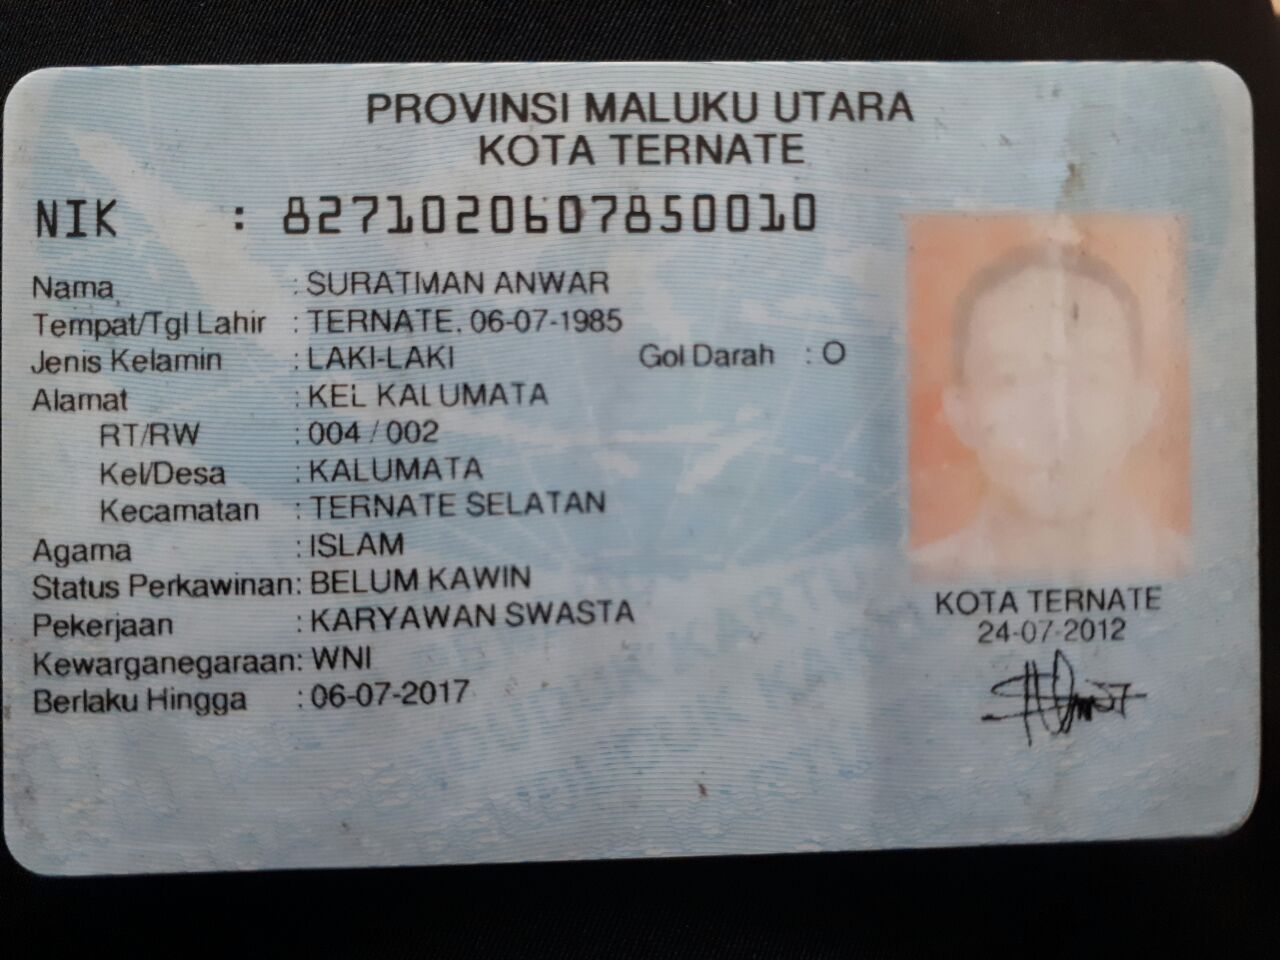 PROVINSI MALUKU UTARA
KOTA TERNATE
NIK : 8271020607850010
Nama : SURATMAN ANWAR
Tempat/Tgl Lahir : TERNATE, 06-07-1985
Jenis Kelamin : LAKI-LAKI Gol Darah : O
Alamat : KEL KALUMATA
RT/RW : 004 / 002
Kel/Desa : KALUMATA
Kecamatan : TERNATE SELATAN
Agama : ISLAM
Status Perkawinan: BELUM KAWIN
Pekerjaan : KARYAWAN SWASTA
Kewarganegaraan: WNI
Berlaku Hingga : 06-07-2017
KOTA TERNATE
24-07-2012